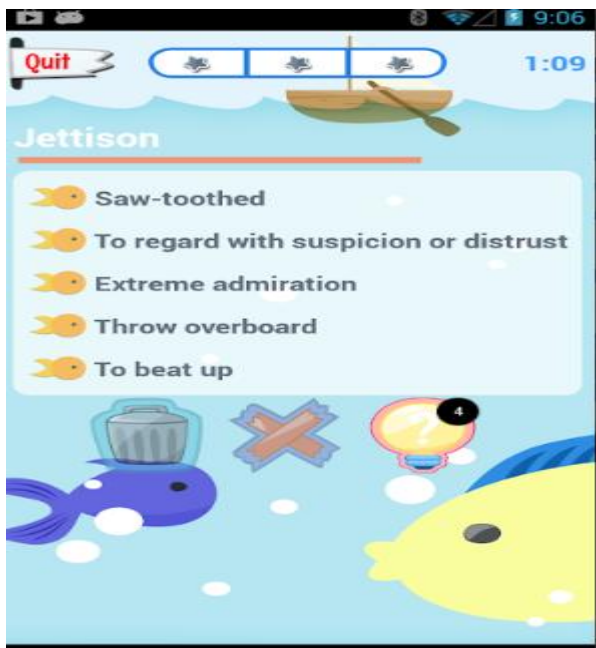 9:06
Quit
1:09
Jettison
Saw-toothed
To regard with suspicion or distrust
Extreme admiration
Throw overboard
To beat up
?
4